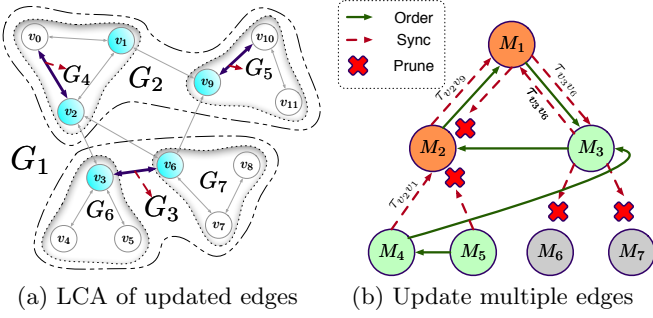 v0
v1
v2
G4
G2
v9
v10
G5
v11
G1
v3
v6
v8
G7
G6
G3
v4
v5
v7
(a) LCA of updated edges
Order
Sync
Prune
M1
τv2v9
τv3v6
τv3v6
M2
M3
τv2v1
M4
M5
M6
M7
(b) Update multiple edges